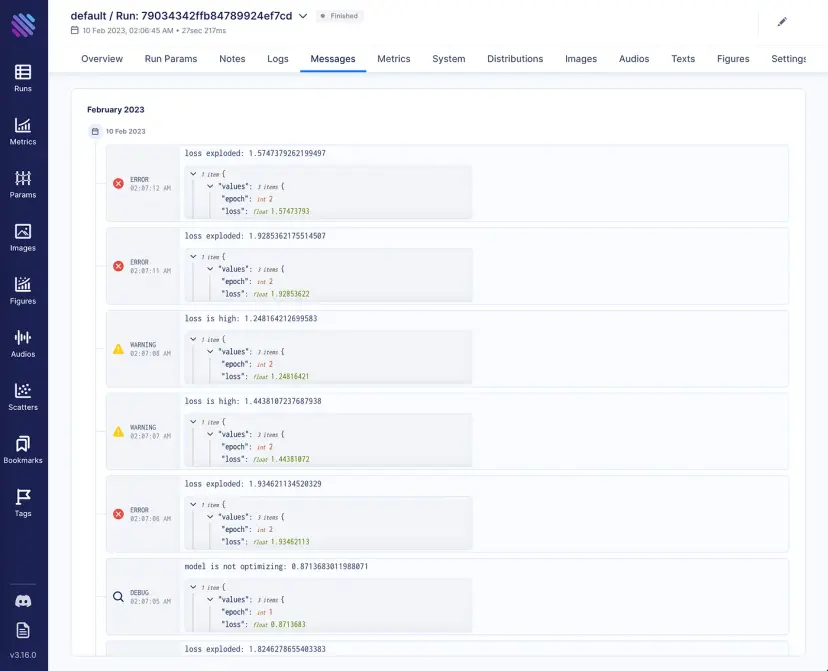 default / Run: 79034342ffb84789924ef7cd
Finished
10 Feb 2023, 02:06:45 AM • 27sec 217ms
Overview Run Params Notes Logs Messages Metrics System Distributions Images Audios Texts Figures Settings
Runs
Metrics
Params
Images
Figures
Audios
Scatters
Bookmarks
Tags
v3.16.0
February 2023
10 Feb 2023
ERROR
02:07:12 AM
loss exploded: 1.5747379262199497
1 item {
"values": 3 items {
"epoch": int 2
"loss": float 1.57473793
ERROR
02:07:11 AM
loss exploded: 1.9285362175514507
1 item {
"values": 3 items {
"epoch": int 2
"loss": float 1.92853622
WARNING
02:07:08 AM
loss is high: 1.248164212699583
1 item {
"values": 3 items {
"epoch": int 2
"loss": float 1.24816421
WARNING
02:07:07 AM
loss is high: 1.4438107237687938
1 item {
"values": 3 items {
"epoch": int 2
"loss": float 1.44381072
ERROR
02:07:06 AM
loss exploded: 1.934621134520329
1 item {
"values": 3 items {
"epoch": int 2
"loss": float 1.93462113
DEBUG
02:07:05 AM
model is not optimizing: 0.8713683011988071
1 item {
"values": 3 items {
"epoch": int 1
"loss": float 0.8713683
loss exploded: 1.8246278655403383